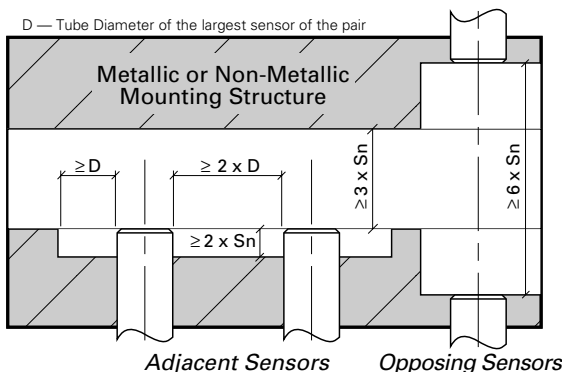 D — Tube Diameter of the largest sensor of the pair
Metallic or Non-Metallic
Mounting Structure
≥D
≥ 2 x D
≥ 2 x Sn
≥ 3 x Sn
≥ 6 x Sn
Adjacent Sensors
Opposing Sensors